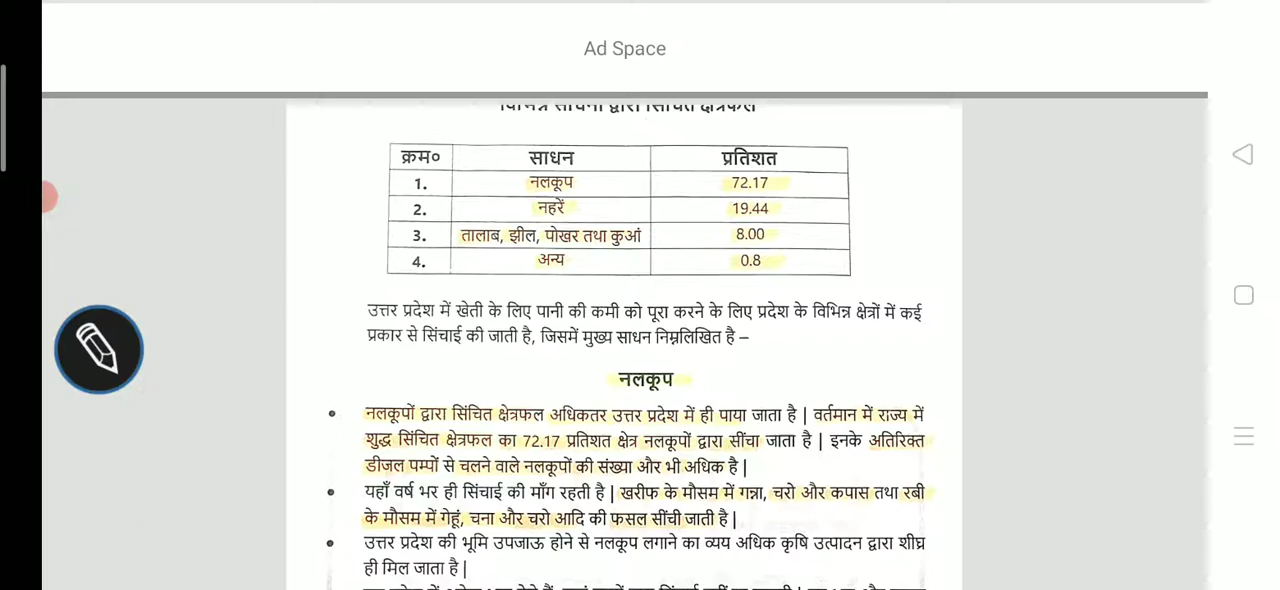 Ad Space
विभिन्न साधनों द्वारा सिंचित क्षेत्रफल
क्रम० साधन प्रतिशत
1. नलकूप 72.17
2. नहरें 19.44
3. तालाब, झील, पोखर तथा कुआं 8.00
4. अन्य 0.8
उत्तर प्रदेश में खेती के लिए पानी की कमी को पूरा करने के लिए प्रदेश के विभिन्न क्षेत्रों में कई
प्रकार से सिंचाई की जाती है, जिसमें मुख्य साधन निम्नलिखित है –
नलकूप
• नलकूपों द्वारा सिंचित क्षेत्रफल अधिकतर उत्तर प्रदेश में ही पाया जाता है | वर्तमान में राज्य में
शुद्ध सिंचित क्षेत्रफल का 72.17 प्रतिशत क्षेत्र नलकूपों द्वारा सींचा जाता है | इनके अतिरिक्त
डीजल पम्पों से चलने वाले नलकूपों की संख्या और भी अधिक है |
• यहाँ वर्ष भर ही सिंचाई की माँग रहती है | खरीफ के मौसम में गन्ना, चरो और कपास तथा रबी
के मौसम में गेहूं, चना और चरो आदि की फसल सींची जाती है |
• उत्तर प्रदेश की भूमि उपजाऊ होने से नलकूप लगाने का व्यय अधिक कृषि उत्पादन द्वारा शीघ्र
ही मिल जाता है |